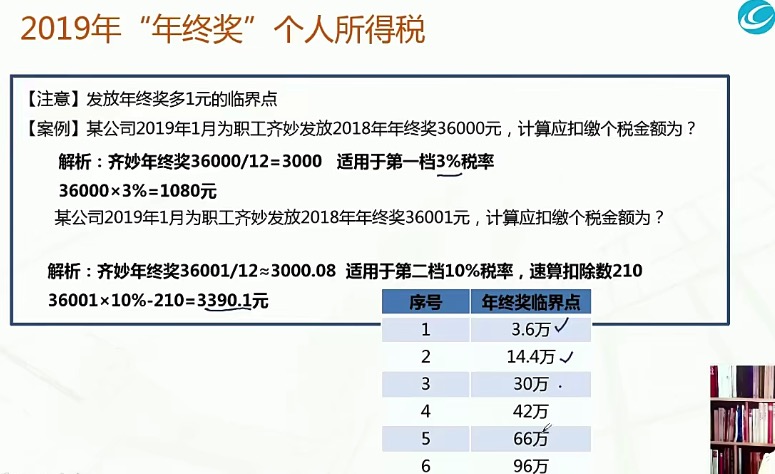 2019年“年终奖”个人所得税
【注意】发放年终奖多1元的临界点
【案例】某公司2019年1月为职工齐妙发放2018年年终奖36000元，计算应扣缴个税金额为？
解析：齐妙年终奖36000/12=3000 适用于第一档3%税率
36000×3%=1080元
某公司2019年1月为职工齐妙发放2018年年终奖36001元，计算应扣缴个税金额为？
解析：齐妙年终奖36001/12≈3000.08 适用于第二档10%税率，速算扣除数210
36001×10%-210=3390.1元
序号 年终奖临界点
1 3.6万
2 14.4万
3 30万
4 42万
5 66万
6 96万